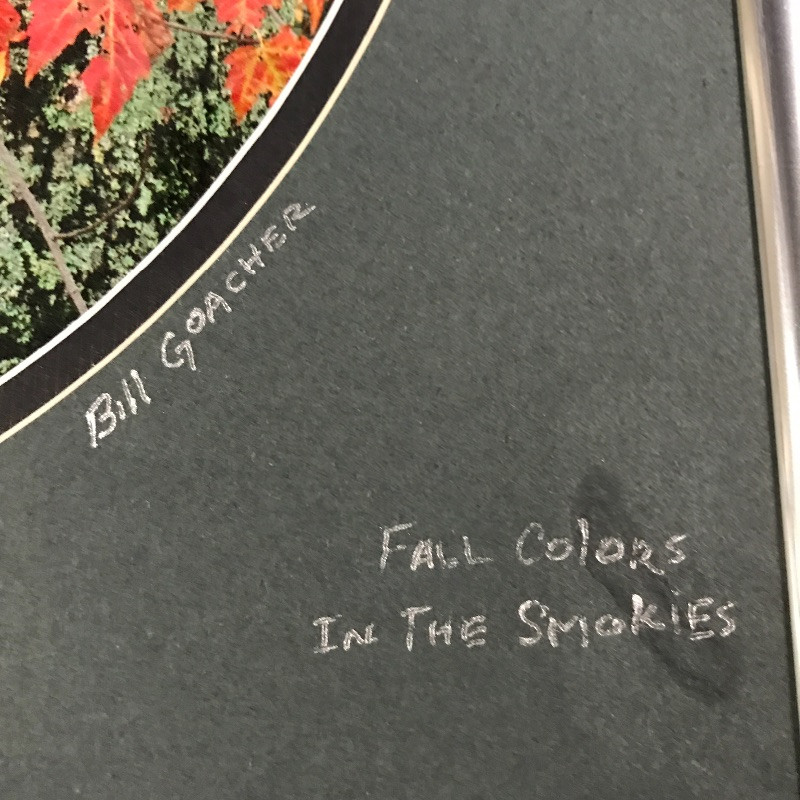 Bill GOACHER
FALL COlORS
IN THE SMOKiES